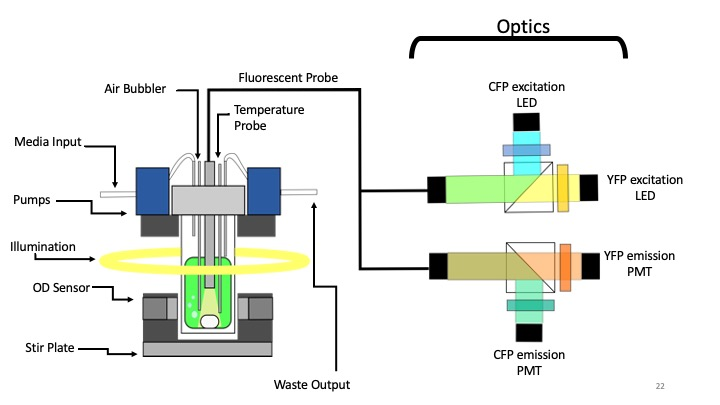 Optics
Fluorescent Probe
Air Bubbler
CFP excitation
LED
Temperature
Probe
Media Input
YFP excitation
LED
Pumps
Illumination
YFP emission
PMT
OD Sensor
Stir Plate
CFP emission
PMT
Waste Output
22